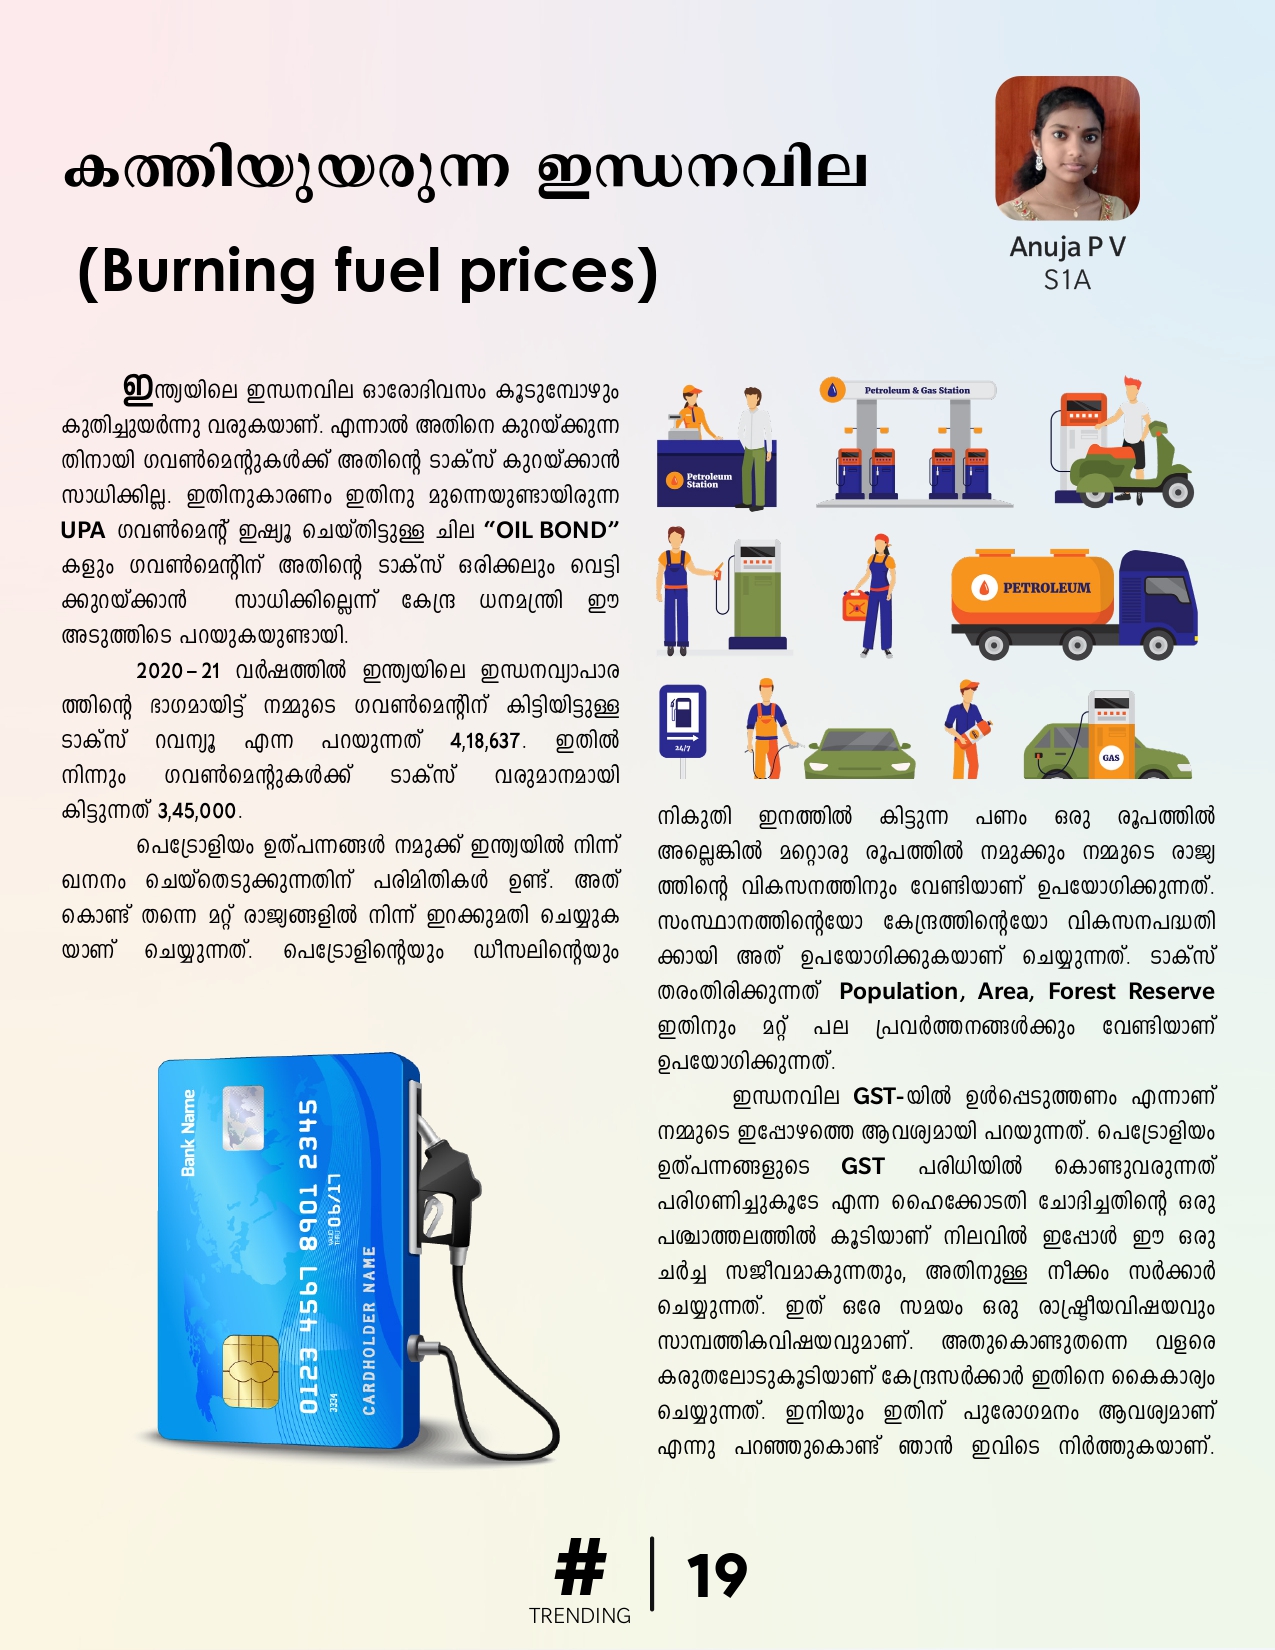 കത്തിയുയരുന്ന ഇന്ധനവില
(Burning fuel prices)
Anuja P V
S1A
ഇന്ത്യയിലെ ഇന്ധനവില ഓരോദിവസം കൂടുമ്പോഴും
കുതിച്ചുയർന്നു വരുകയാണ്. എന്നാൽ അതിനെ കുറയ്ക്കുന്ന
തിനായി ഗവൺമെന്റുകൾക്ക് അതിന്റെ ടാക്സ് കുറയ്ക്കാൻ
സാധിക്കില്ല. ഇതിനുകാരണം ഇതിനു മുന്നെയുണ്ടായിരുന്ന
UPA ഗവൺമെന്റ് ഇഷ്യൂ ചെയ്തിട്ടുള്ള ചില “OIL BOND”
കളും ഗവൺമെന്റിന് അതിന്റെ ടാക്സ് ഒരിക്കലും വെട്ടി
ക്കുറയ്ക്കാൻ സാധിക്കില്ലെന്ന് കേന്ദ്ര ധനമന്ത്രി ഈ
അടുത്തിടെ പറയുകയുണ്ടായി.
2020–21 വർഷത്തിൽ ഇന്ത്യയിലെ ഇന്ധനവ്യാപാര
ത്തിന്റെ ഭാഗമായിട്ട് നമ്മുടെ ഗവൺമെന്റിന് കിട്ടിയിട്ടുള്ള
ടാക്സ് റവന്യൂ എന്ന പറയുന്നത് 4,18,637. ഇതിൽ
നിന്നും ഗവൺമെന്റുകൾക്ക് ടാക്സ് വരുമാനമായി
കിട്ടുന്നത് 3,45,000.
പെട്രോളിയം ഉത്പന്നങ്ങൾ നമുക്ക് ഇന്ത്യയിൽ നിന്ന്
ഖനനം ചെയ്തെടുക്കുന്നതിന് പരിമിതികൾ ഉണ്ട്. അത്
കൊണ്ട് തന്നെ മറ്റ് രാജ്യങ്ങളിൽ നിന്ന് ഇറക്കുമതി ചെയ്യുക
യാണ് ചെയ്യുന്നത്. പെട്രോളിന്റെയും ഡീസലിന്റെയും
Petroleum
Station
Petroleum & Gas Station
PETROLEUM
24/7
GAS
നികുതി ഇനത്തിൽ കിട്ടുന്ന പണം ഒരു രൂപത്തിൽ
അല്ലെങ്കിൽ മറ്റൊരു രൂപത്തിൽ നമുക്കും നമ്മുടെ രാജ്യ
ത്തിന്റെ വികസനത്തിനും വേണ്ടിയാണ് ഉപയോഗിക്കുന്നത്.
സംസ്ഥാനത്തിന്റെയോ കേന്ദ്രത്തിന്റെയോ വികസനപദ്ധതി
ക്കായി അത് ഉപയോഗിക്കുകയാണ് ചെയ്യുന്നത്. ടാക്സ്
തരംതിരിക്കുന്നത് Population, Area, Forest Reserve
ഇതിനും മറ്റ് പല പ്രവർത്തനങ്ങൾക്കും വേണ്ടിയാണ്
ഉപയോഗിക്കുന്നത്.
ഇന്ധനവില GST-യിൽ ഉൾപ്പെടുത്തണം എന്നാണ്
നമ്മുടെ ഇപ്പോഴത്തെ ആവശ്യമായി പറയുന്നത്. പെട്രോളിയം
ഉത്പന്നങ്ങളുടെ GST പരിധിയിൽ കൊണ്ടുവരുന്നത്
പരിഗണിച്ചുകൂടേ എന്ന ഹൈക്കോടതി ചോദിച്ചതിന്റെ ഒരു
പശ്ചാത്തലത്തിൽ കൂടിയാണ് നിലവിൽ ഇപ്പോൾ ഈ ഒരു
ചർച്ച സജീവമാകുന്നതും, അതിനുള്ള നീക്കം സർക്കാർ
ചെയ്യുന്നത്. ഇത് ഒരേ സമയം ഒരു രാഷ്ട്രീയവിഷയവും
സാമ്പത്തികവിഷയവുമാണ്. അതുകൊണ്ടുതന്നെ വളരെ
കരുതലോടുകൂടിയാണ് കേന്ദ്രസർക്കാർ ഇതിനെ കൈകാര്യം
ചെയ്യുന്നത്. ഇനിയും ഇതിന് പുരോഗമനം ആവശ്യമാണ്
എന്നു പറഞ്ഞുകൊണ്ട് ഞാൻ ഇവിടെ നിർത്തുകയാണ്.
Bank Name
0123 4567 8901 2345
3334
VALID THRU 06/17
CARDHOLDER NAME
#
TRENDING
19